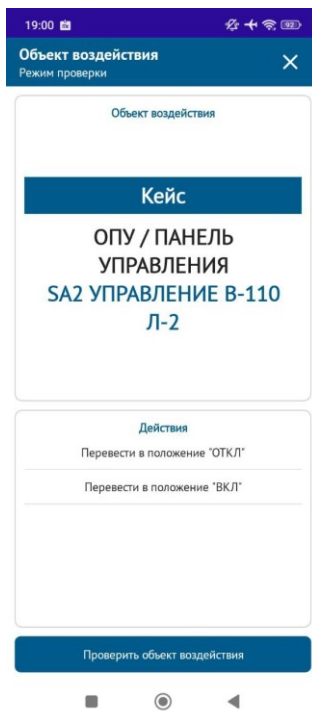 19:00
92
Объект воздействия
Режим проверки
Объект воздействия
Кейс
ОПУ / ПАНЕЛЬ
УПРАВЛЕНИЯ
SA2 УПРАВЛЕНИЕ В-110
Л-2
Действия
Перевести в положение "ОТКЛ"
Перевести в положение "ВКЛ"
Проверить объект воздействия